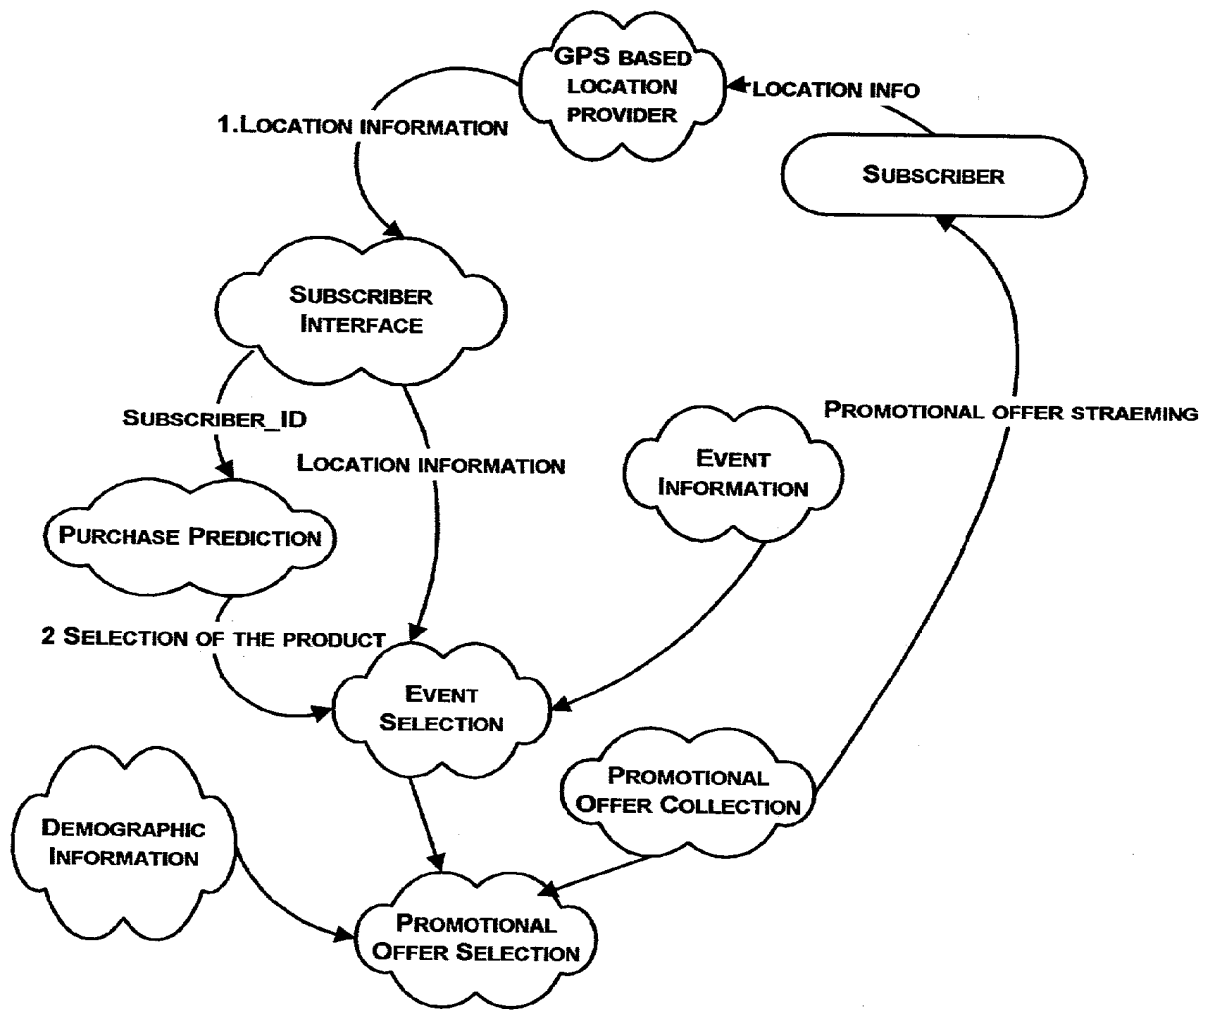 GPS BASED
LOCATION
PROVIDER
LOCATION INFO
1.LOCATION INFORMATION
SUBSCRIBER
SUBSCRIBER
INTERFACE
SUBSCRIBER_ID
LOCATION INFORMATION
PROMOTIONAL OFFER STRAEMING
EVENT
INFORMATION
PURCHASE PREDICTION
2 SELECTION OF THE PRODUCT
EVENT
SELECTION
PROMOTIONAL
OFFER COLLECTION
DEMOGRAPHIC
INFORMATION
PROMOTIONAL
OFFER SELECTION